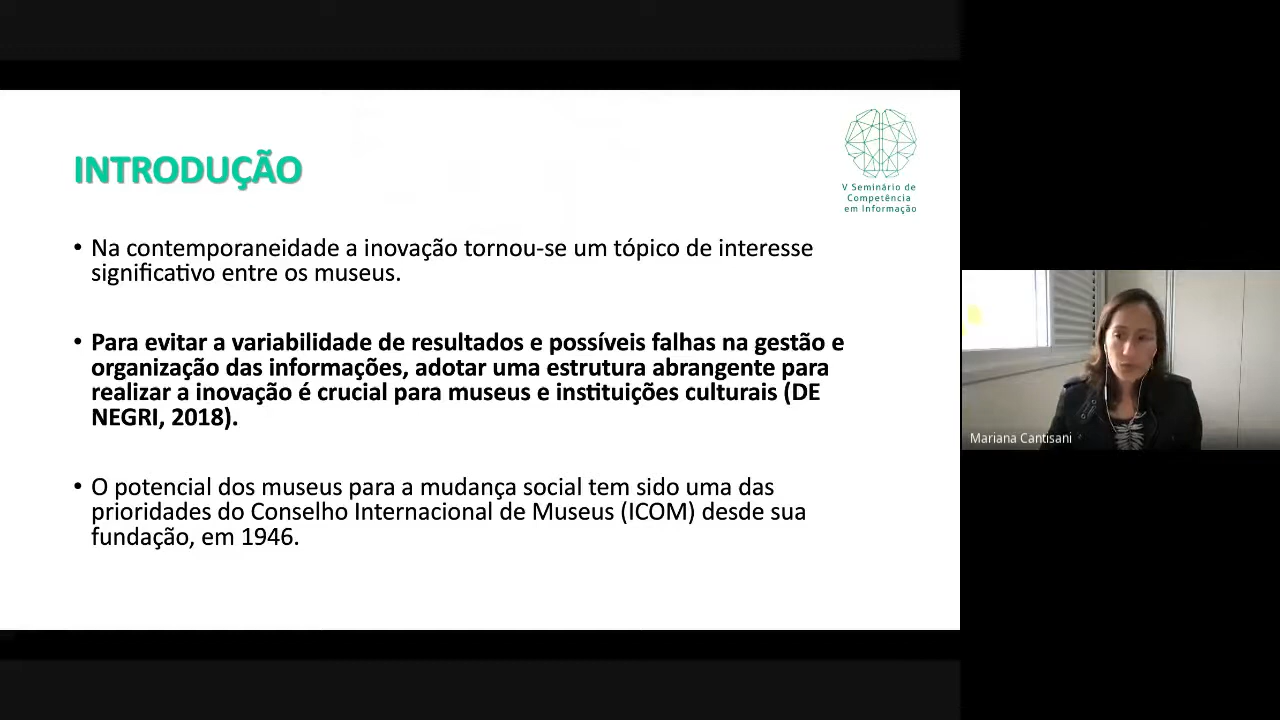 INTRODUÇÃO
V Seminário de
Competência
em Informação
• Na contemporaneidade a inovação tornou-se um tópico de interesse
significativo entre os museus.
• Para evitar a variabilidade de resultados e possíveis falhas na gestão e
organização das informações, adotar uma estrutura abrangente para
realizar a inovação é crucial para museus e instituições culturais (DE
NEGRI, 2018).
• O potencial dos museus para a mudança social tem sido uma das
prioridades do Conselho Internacional de Museus (ICOM) desde sua
fundação, em 1946.
Mariana Cantisani